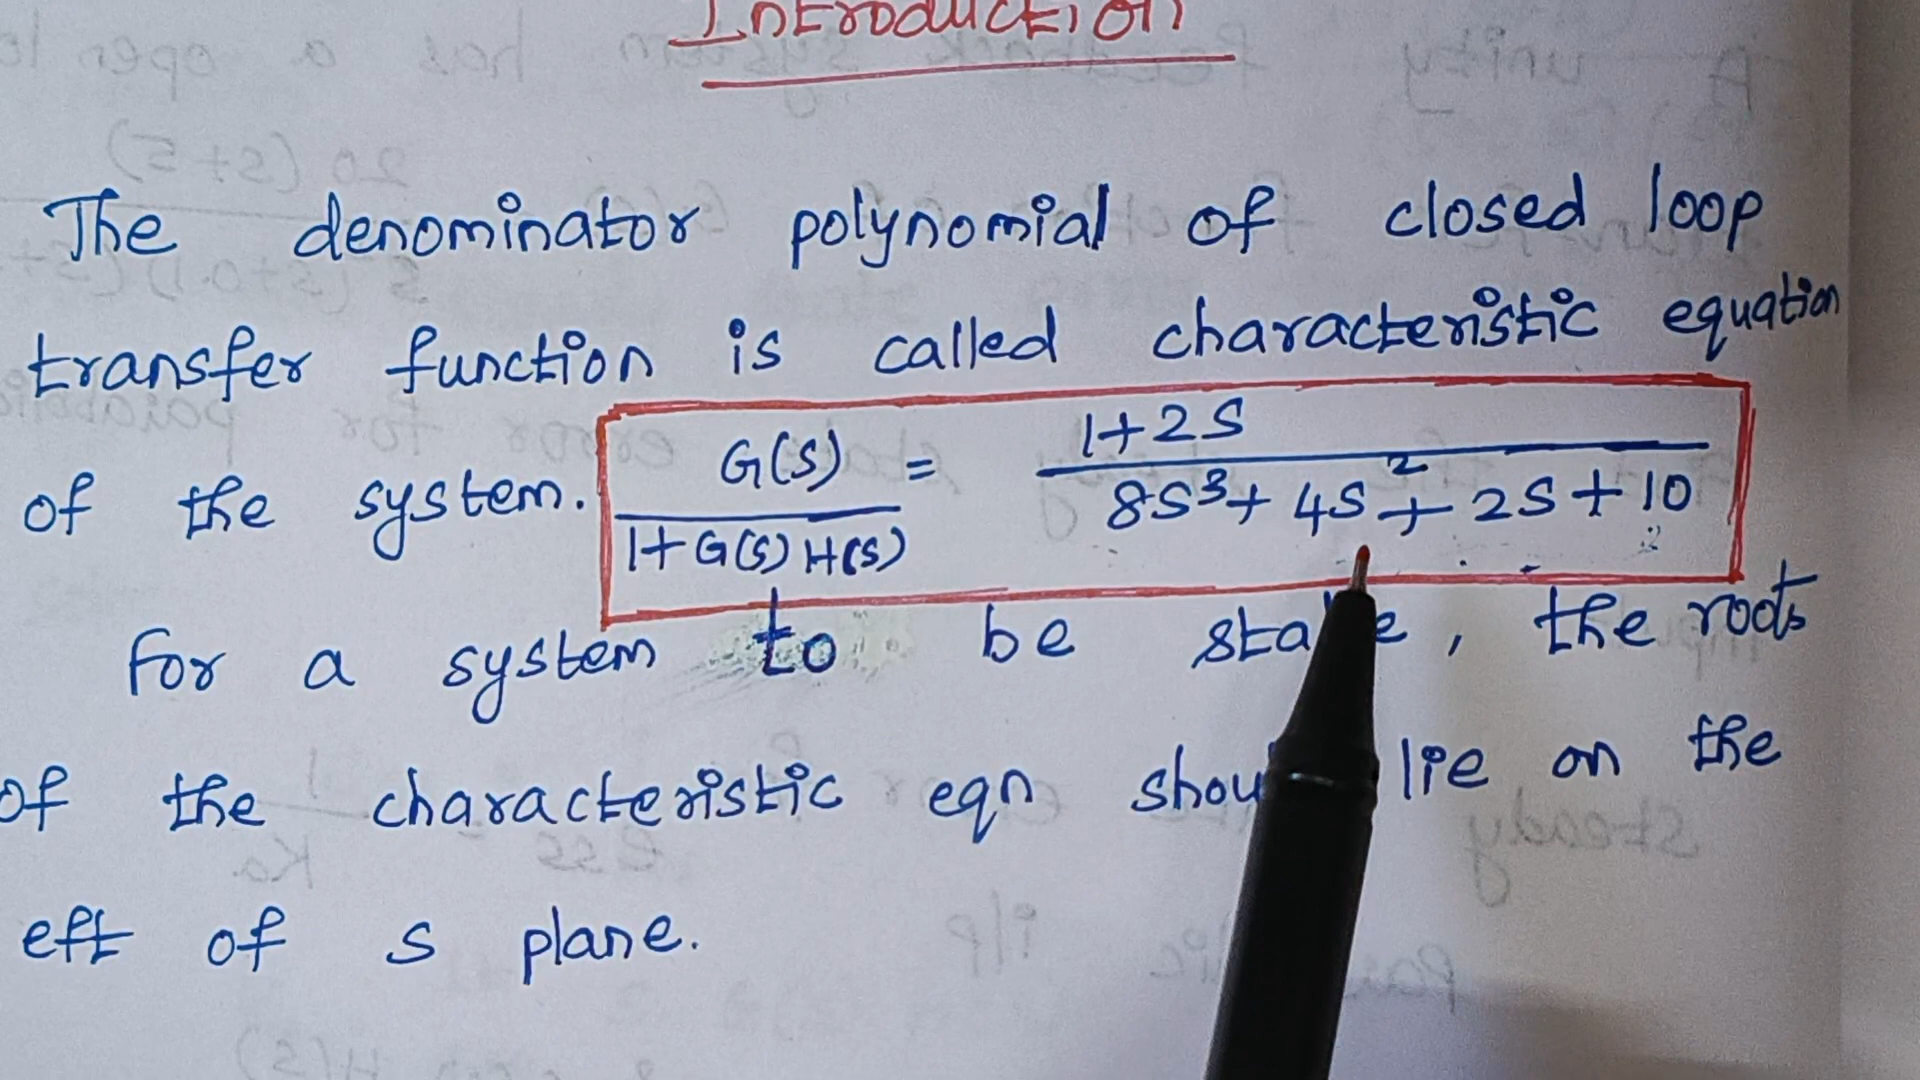 Introduction
The denominator polynomial of closed loop
transfer function is called characteristic equation
of the system. G(s) / 1+G(s) H(s) = 1+2S / 8S³+ 4S²+ 2S+10
For a system to be stable, the roots
of the characteristic eqn should lie on the
eft of s plane.